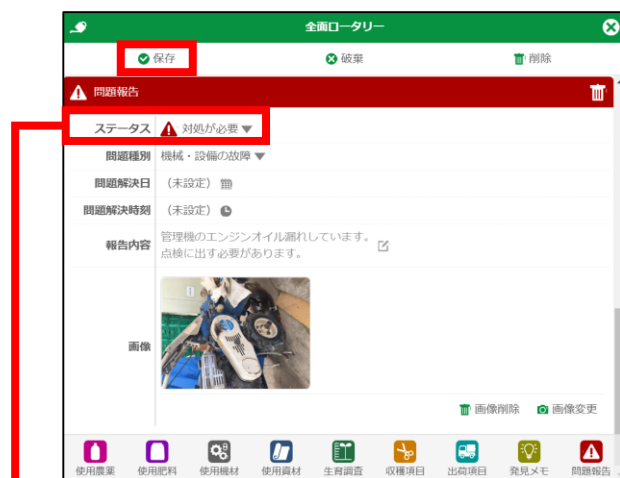 全面ロータリー
保存
破棄
削除
問題報告
ステータス 対処が必要▼
問題種別 機械・設備の故障▼
問題解決日 (未設定)
問題解決時刻 (未設定)
報告内容 管理機のエンジンオイル漏れしています。
点検に出す必要があります。
画像
画像削除 画像変更
使用農薬 使用肥料 使用機材 使用資材 生育調査 収穫項目 出荷項目 発見メモ 問題報告